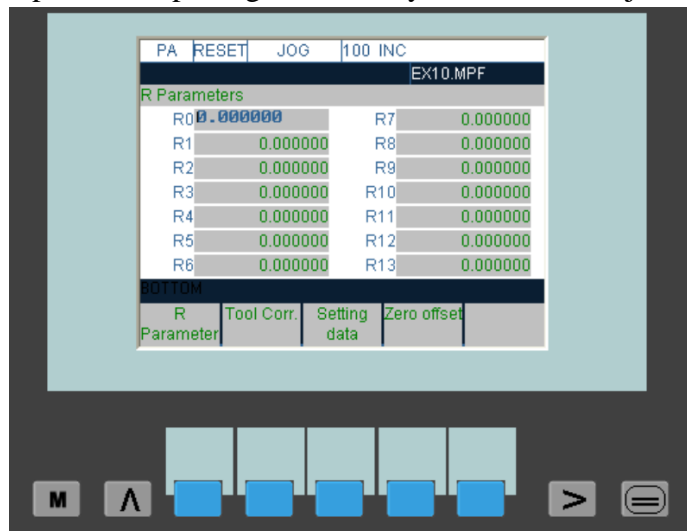 PA RESET JOG 100 INC
EX10.MPF
R Parameters
R0 0.000000 R7 0.000000
R1 0.000000 R8 0.000000
R2 0.000000 R9 0.000000
R3 0.000000 R10 0.000000
R4 0.000000 R11 0.000000
R5 0.000000 R12 0.000000
R6 0.000000 R13 0.000000
BOTTOM
R Parameter Tool Corr. Setting data Zero offset
M Λ >